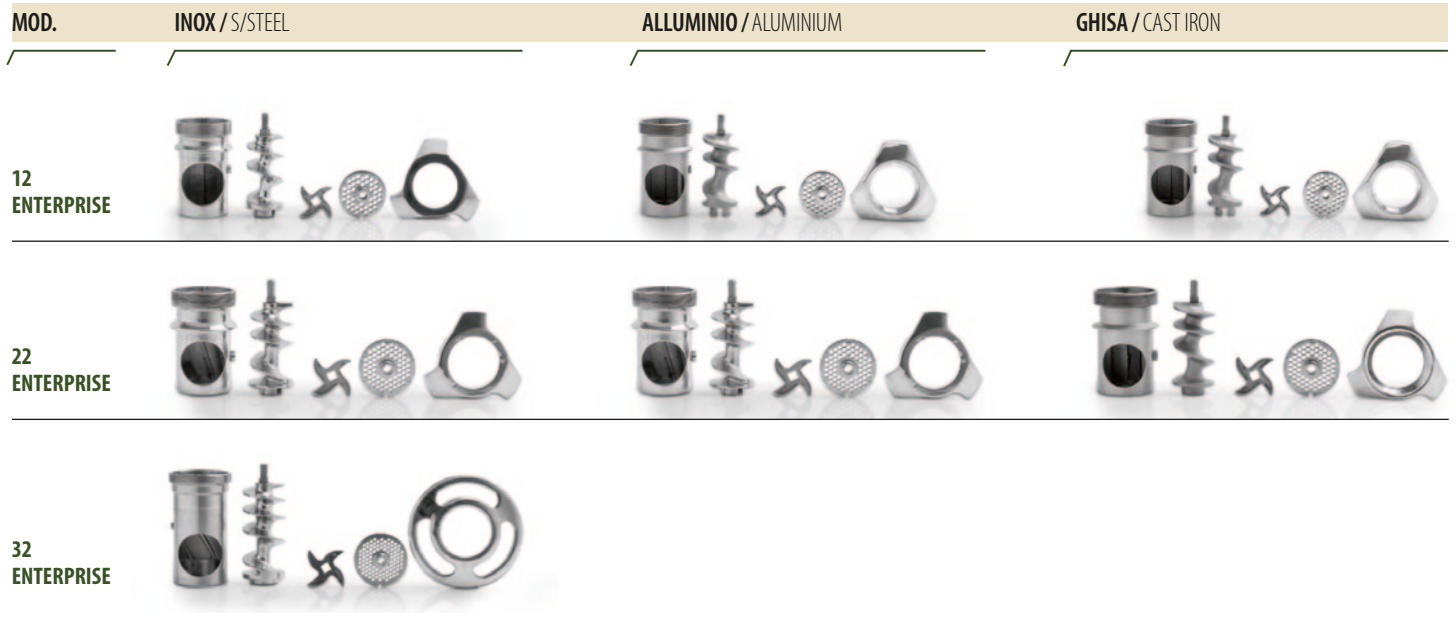 MOD. INOX / S/STEEL ALLUMINIO / ALUMINIUM GHISA / CAST IRON
12
ENTERPRISE
22
ENTERPRISE
32
ENTERPRISE